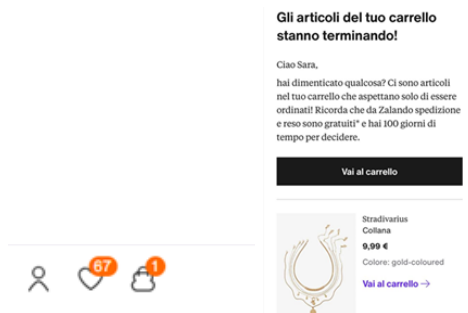 67
1
Gli articoli del tuo carrello
stanno terminando!
Ciao Sara,
hai dimenticato qualcosa? Ci sono articoli
nel tuo carrello che aspettano solo di essere
ordinati! Ricorda che da Zalando spedizione
e reso sono gratuiti* e hai 100 giorni di
tempo per decidere.
Vai al carrello
Stradivarius
Collana
9,99 €
Colore: gold-coloured
Vai al carrello →